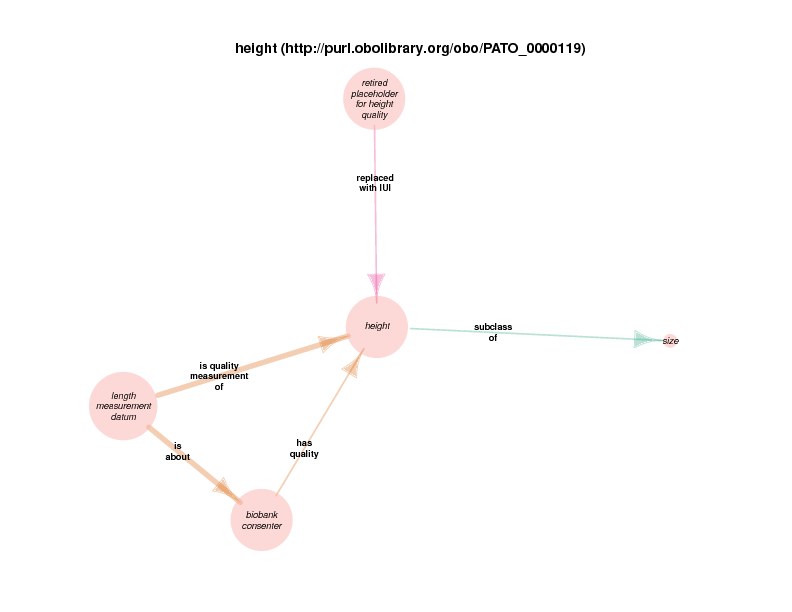 height (http://purl.obolibrary.org/obo/PATO_0000119)
retired
placeholder
for height
quality
replaced
with IUI
height
subclass
of
size
is quality
measurement
of
length
measurement
datum
is
about
has
quality
biobank
consenter